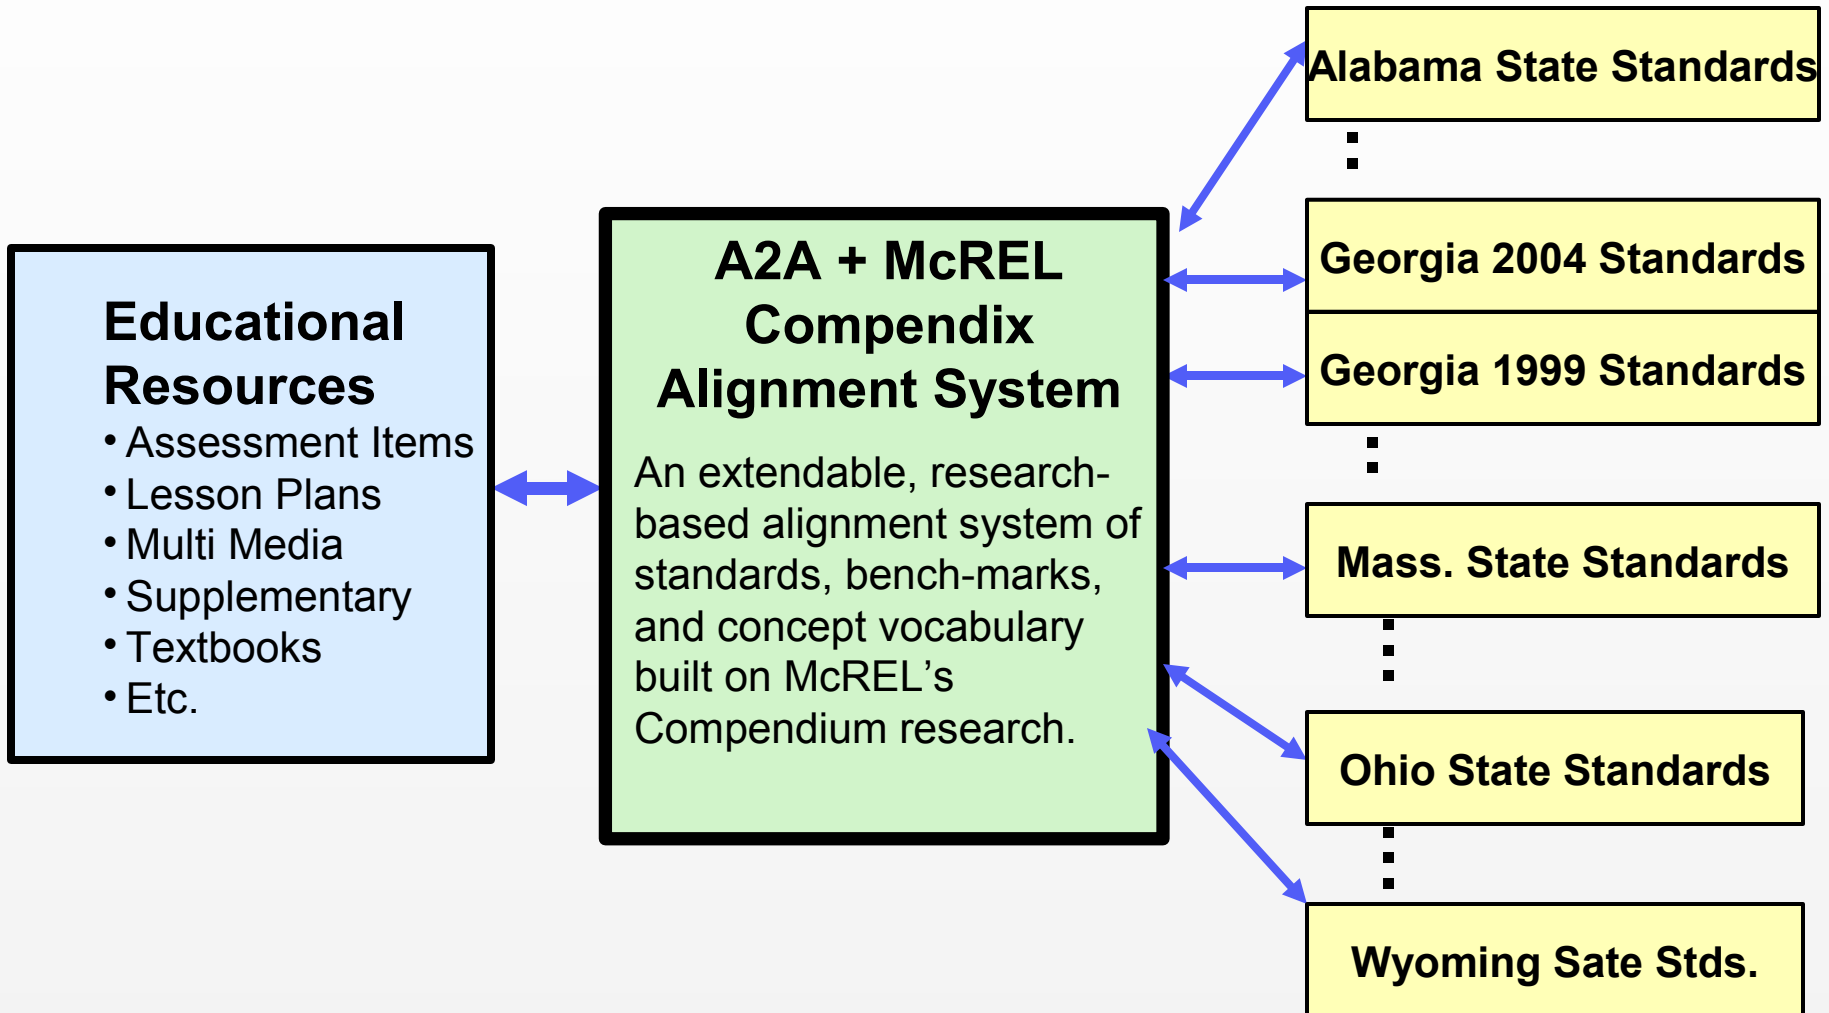 Educational
Resources
• Assessment Items
• Lesson Plans
• Multi Media
• Supplementary
• Textbooks
• Etc.
A2A + McREL
Compendix
Alignment System
An extendable, research-
based alignment system of
standards, bench-marks,
and concept vocabulary
built on McREL’s
Compendium research.
Alabama State Standards
Georgia 2004 Standards
Georgia 1999 Standards
Mass. State Standards
Ohio State Standards
Wyoming Sate Stds.